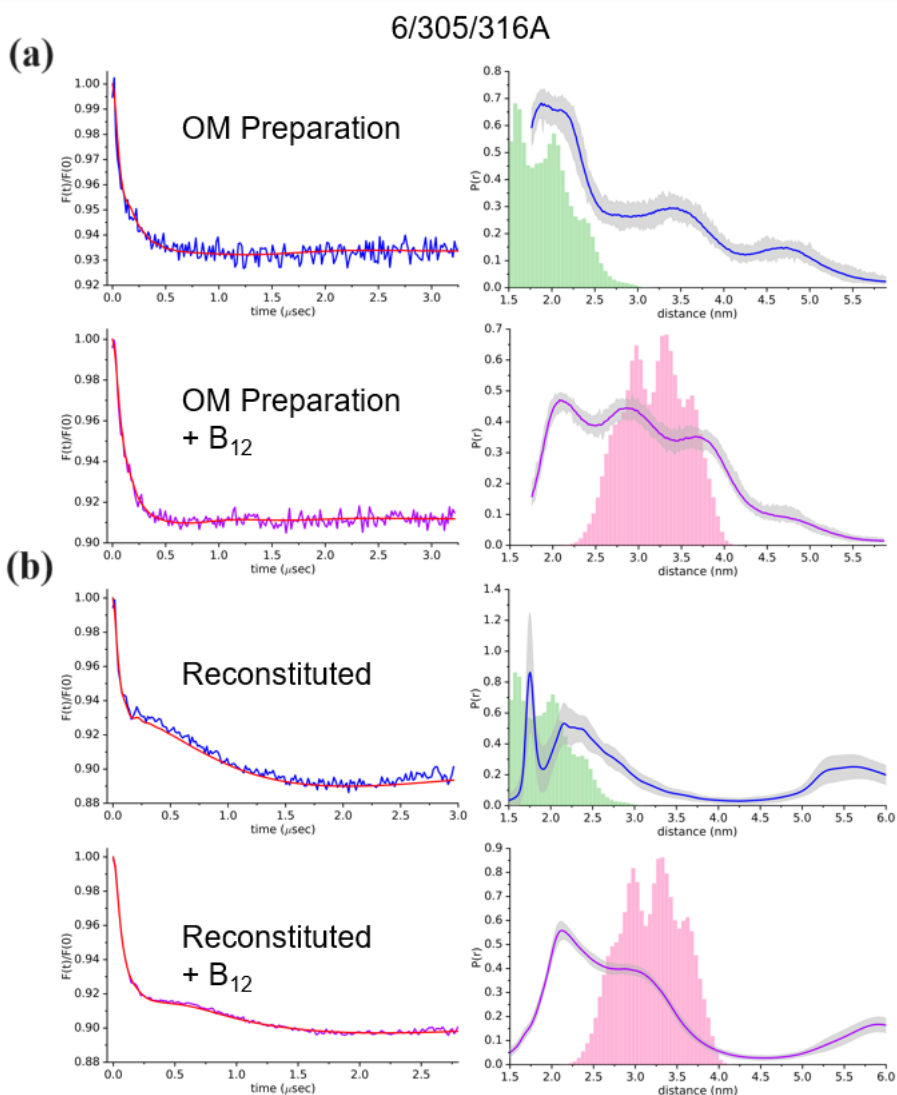 6/305/316A
(a)
OM Preparation
F(t)/F(0)
1.00
0.99
0.98
0.97
0.96
0.95
0.94
0.93
0.92
0.0 0.5 1.0 1.5 2.0 2.5 3.0
time (μsec)
P(r)
0.8
0.7
0.6
0.5
0.4
0.3
0.2
0.1
0.0
1.5 2.0 2.5 3.0 3.5 4.0 4.5 5.0 5.5
distance (nm)
OM Preparation
+ B12
F(t)/F(0)
1.00
0.98
0.96
0.94
0.92
0.90
0.0 0.5 1.0 1.5 2.0 2.5 3.0
time (μsec)
P(r)
0.7
0.6
0.5
0.4
0.3
0.2
0.1
0.0
1.5 2.0 2.5 3.0 3.5 4.0 4.5 5.0 5.5
distance (nm)
(b)
Reconstituted
F(t)/F(0)
1.00
0.98
0.96
0.94
0.92
0.90
0.88
0.0 0.5 1.0 1.5 2.0 2.5 3.0
time (μsec)
P(r)
1.4
1.2
1.0
0.8
0.6
0.4
0.2
0.0
1.5 2.0 2.5 3.0 3.5 4.0 4.5 5.0 5.5 6.0
distance (nm)
Reconstituted
+ B12
F(t)/F(0)
1.00
0.98
0.96
0.94
0.92
0.90
0.88
0.0 0.5 1.0 1.5 2.0 2.5
time (μsec)
P(r)
0.9
0.8
0.7
0.6
0.5
0.4
0.3
0.2
0.1
0.0
1.5 2.0 2.5 3.0 3.5 4.0 4.5 5.0 5.5 6.0
distance (nm)